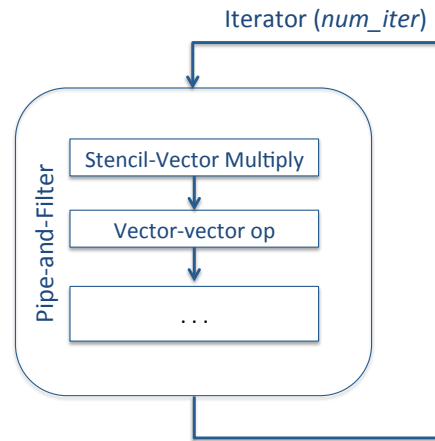 Iterator (num_iter)
Pipe-and-Filter
Stencil-Vector Multiply
Vector-vector op
. . .